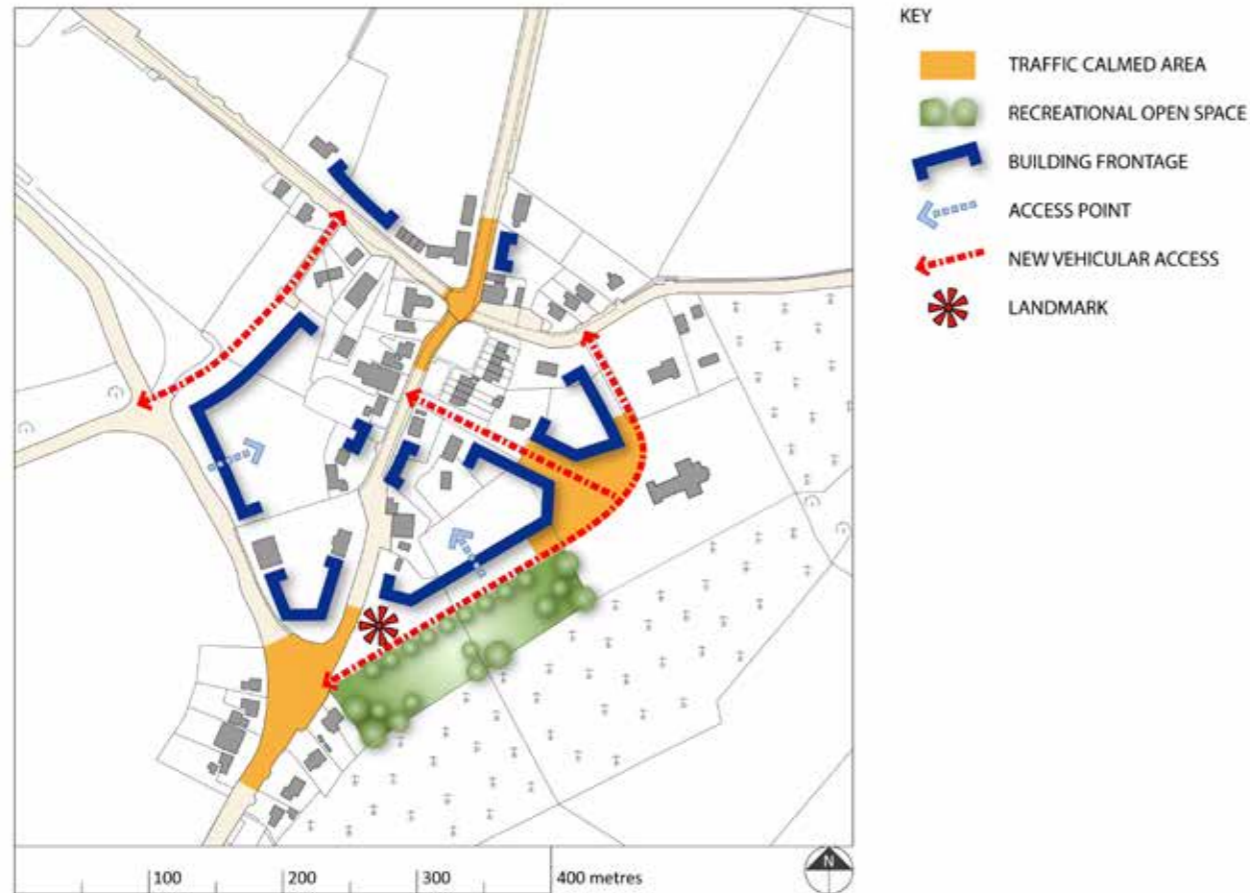 KEY
TRAFFIC CALMED AREA
RECREATIONAL OPEN SPACE
BUILDING FRONTAGE
ACCESS POINT
NEW VEHICULAR ACCESS
LANDMARK
100 200 300 400 metres
N